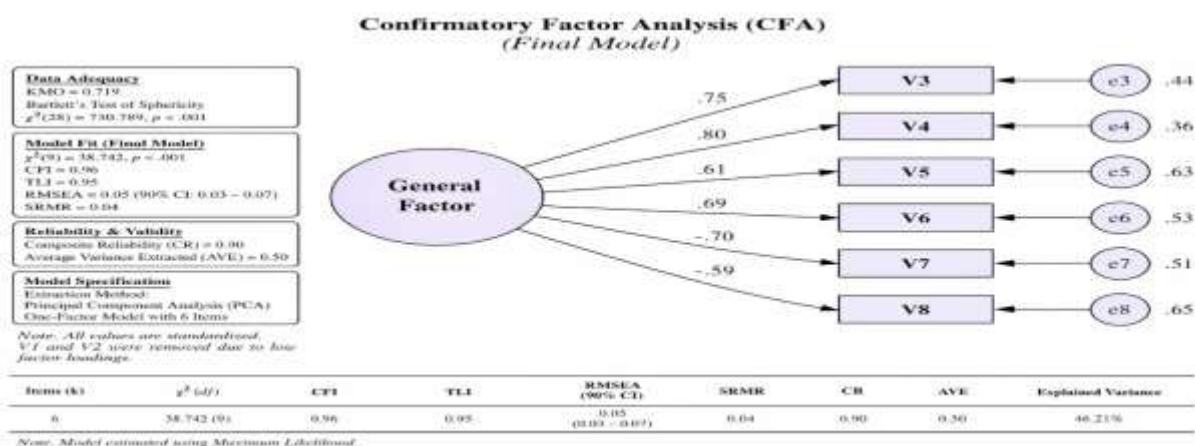 Confirmatory Factor Analysis (CFA)
(Final Model)
Data Adequacy
KMO = 0.719
Bartlett's Test of Sphericity
χ²(28) = 730.789, p < .001
Model Fit (Final Model)
χ²(9) = 38.742, p < .001
CFI = 0.96
TLI = 0.95
RMSEA = 0.05 (90% CI: 0.03 – 0.07)
SRMR = 0.04
Reliability & Validity
Composite Reliability (CR) = 0.90
Average Variance Extracted (AVE) = 0.50
Model Specification
Extraction Method:
Principal Component Analysis (PCA)
One-Factor Model with 6 Items
Note. All values are standardized.
V1 and V2 were removed due to low
factor loadings.
General
Factor
.75
V3
e3
.44
.80
V4
e4
.36
.61
V5
e5
.63
.69
V6
e6
.53
-.70
V7
e7
.51
-.59
V8
e8
.65
Items (k) χ² (df) CFI TLI RMSEA (90% CI) SRMR CR AVE Explained Variance
6 38.742 (9) 0.96 0.95 0.05 (0.03 – 0.07) 0.04 0.90 0.50 46.21%
Note. Model estimated using Maximum Likelihood